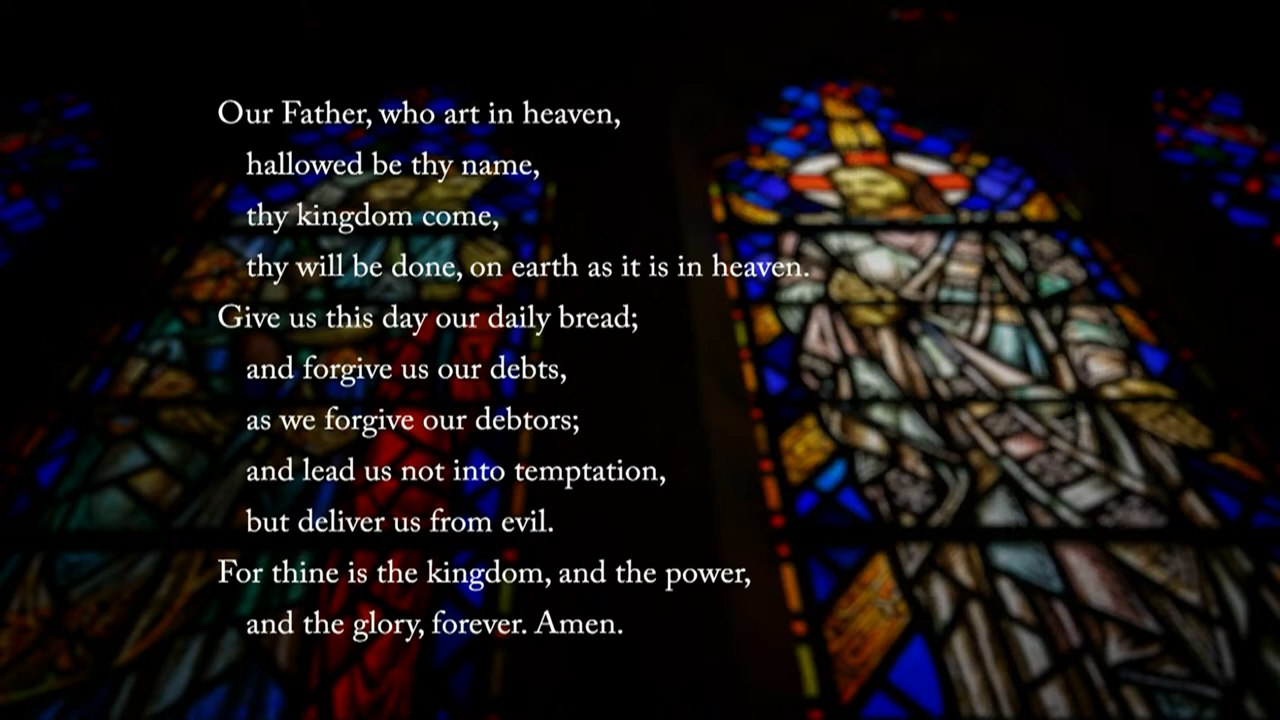 Our Father, who art in heaven,
hallowed be thy name,
thy kingdom come,
thy will be done, on earth as it is in heaven.
Give us this day our daily bread;
and forgive us our debts,
as we forgive our debtors;
and lead us not into temptation,
but deliver us from evil.
For thine is the kingdom, and the power,
and the glory, forever. Amen.